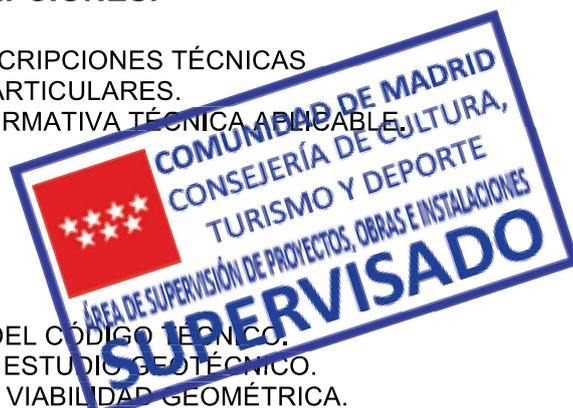 PCIONES.
CRIPCIONES TÉCNICAS
ARTICULARES.
RMATIVA TÉCNICA APLICABLE.
COMUNIDAD DE MADRID
CONSEJERÍA DE CULTURA,
TURISMO Y DEPORTE
ÁREA DE SUPERVISIÓN DE PROYECTOS, OBRAS E INSTALACIONES
SUPERVISADO
DEL CÓDIGO TÉCNICO.
ESTUDIO GEOTÉCNICO.
VIABILIDAD GEOMÉTRICA.